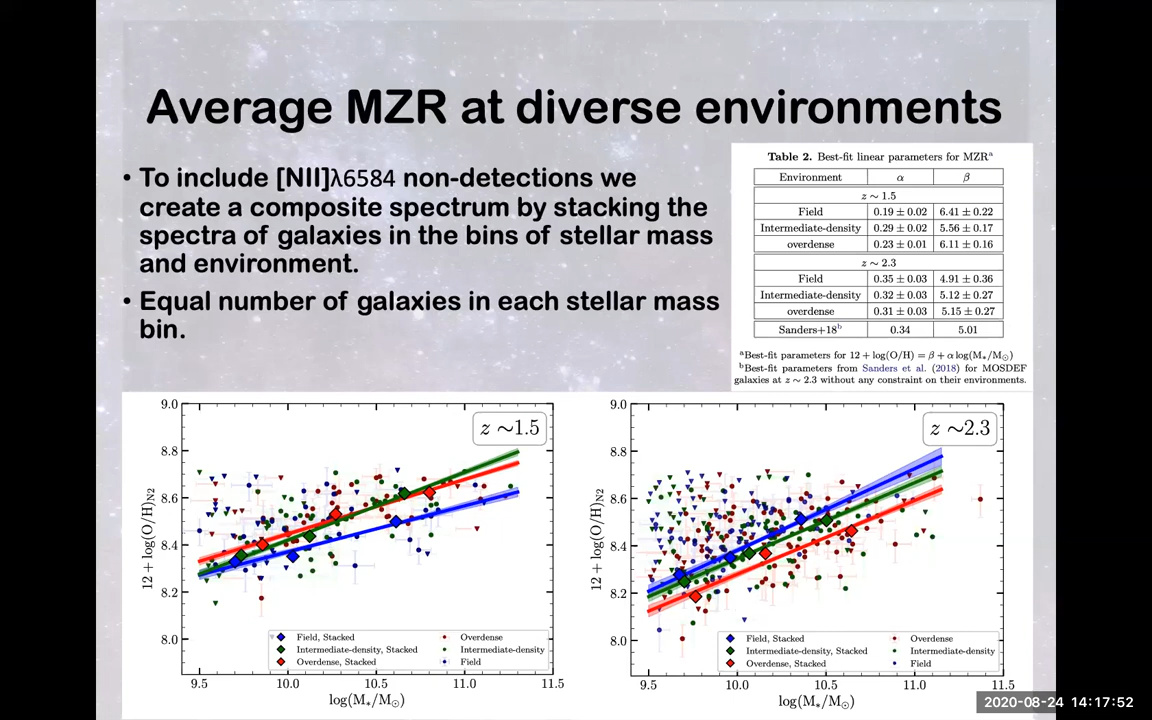 Average MZR at diverse environments
• To include [NII]λ6584 non-detections we
create a composite spectrum by stacking the
spectra of galaxies in the bins of stellar mass
and environment.
• Equal number of galaxies in each stellar mass
bin.
Table 2. Best-fit linear parameters for MZRᵃ
Environment α β
z ∼ 1.5
Field 0.19 ± 0.02 6.41 ± 0.22
Intermediate-density 0.29 ± 0.02 5.56 ± 0.17
overdense 0.23 ± 0.01 6.11 ± 0.16
z ∼ 2.3
Field 0.35 ± 0.03 4.91 ± 0.36
Intermediate-density 0.32 ± 0.03 5.12 ± 0.27
overdense 0.31 ± 0.03 5.15 ± 0.27
Sanders+18ᵇ 0.34 5.01
ᵃBest-fit parameters for 12 + log(O/H) = β + α log(M∗/M⊙)
ᵇBest-fit parameters from Sanders et al. (2018) for MOSDEF
galaxies at z ∼ 2.3 without any constraint on their environments.
z ∼1.5
12 + log(O/H)N2
9.0
8.8
8.6
8.4
8.2
8.0
Field, Stacked
Intermediate-density, Stacked
Overdense, Stacked
Overdense
Intermediate-density
Field
9.5 10.0 10.5 11.0 11.5
log(M∗/M⊙)
z ∼2.3
12 + log(O/H)N2
9.0
8.8
8.6
8.4
8.2
8.0
Field, Stacked
Intermediate-density, Stacked
Overdense, Stacked
Overdense
Intermediate-density
Field
9.5 10.0 10.5 11.0 11.5
log(M∗/M⊙)
2020-08-24 14:17:52